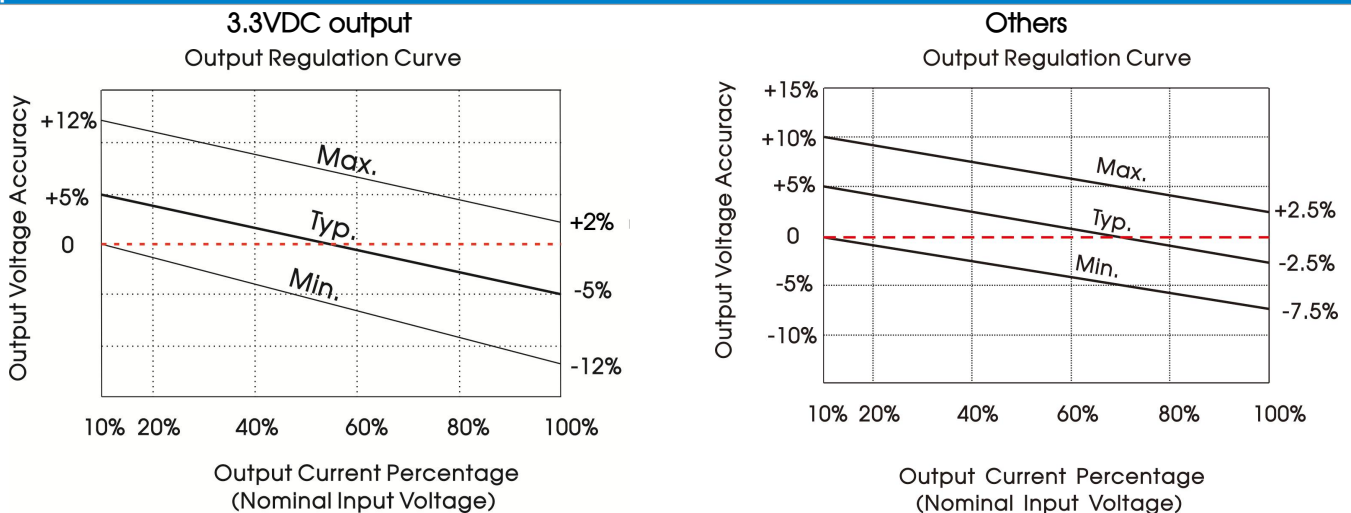 3.3VDC output
Output Regulation Curve
Output Voltage Accuracy
+12%
+5%
0
Max.
Typ.
Min.
+2%
-5%
-12%
10% 20% 40% 60% 80% 100%
Output Current Percentage
(Nominal Input Voltage)
Others
Output Regulation Curve
Output Voltage Accuracy
+15%
+10%
+5%
0
-5%
-10%
Max.
Typ.
Min.
+2.5%
-2.5%
-7.5%
10% 20% 40% 60% 80% 100%
Output Current Percentage
(Nominal Input Voltage)